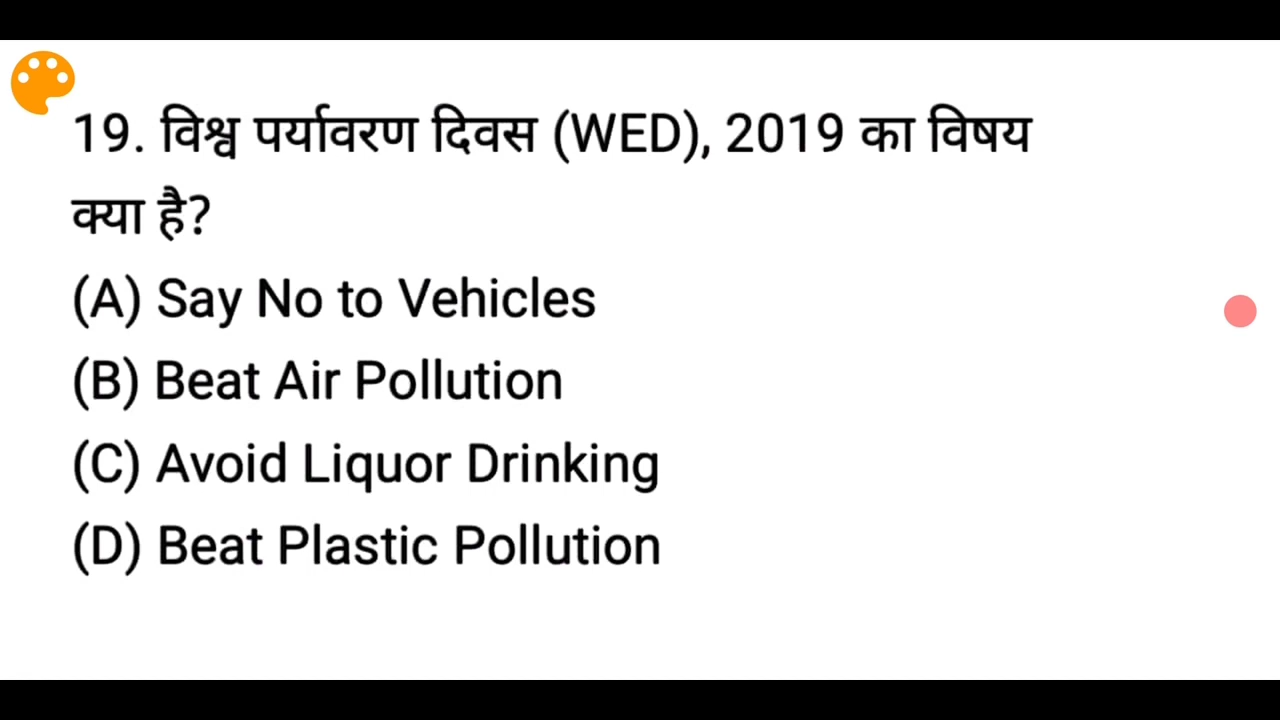 19. विश्व पर्यावरण दिवस (WED), 2019 का विषय
क्या है?
(A) Say No to Vehicles
(B) Beat Air Pollution
(C) Avoid Liquor Drinking
(D) Beat Plastic Pollution